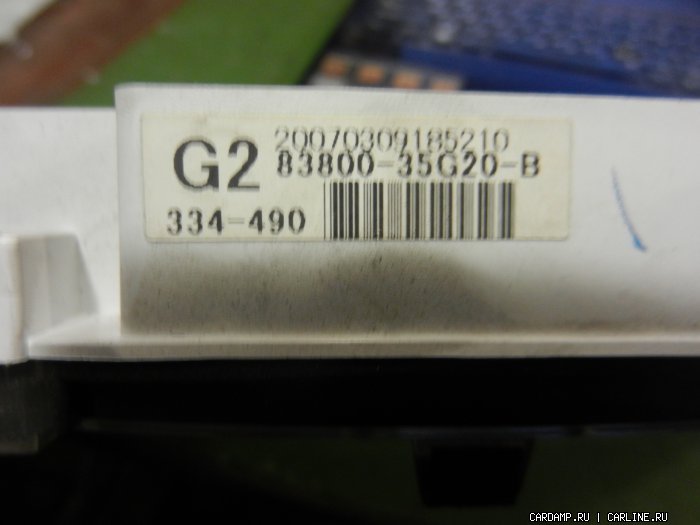 20070309185210
G2 83800-35G20-B
334-490
CARDAMP.RU | CARLINE.RU